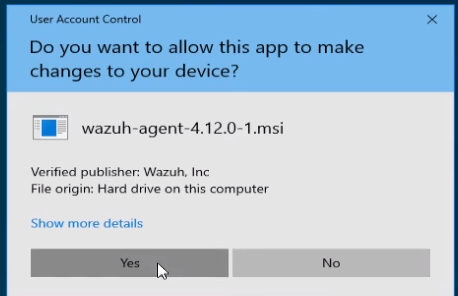 User Account Control
Do you want to allow this app to make
changes to your device?
wazuh-agent-4.12.0-1.msi
Verified publisher: Wazuh, Inc
File origin: Hard drive on this computer
Show more details
Yes
No